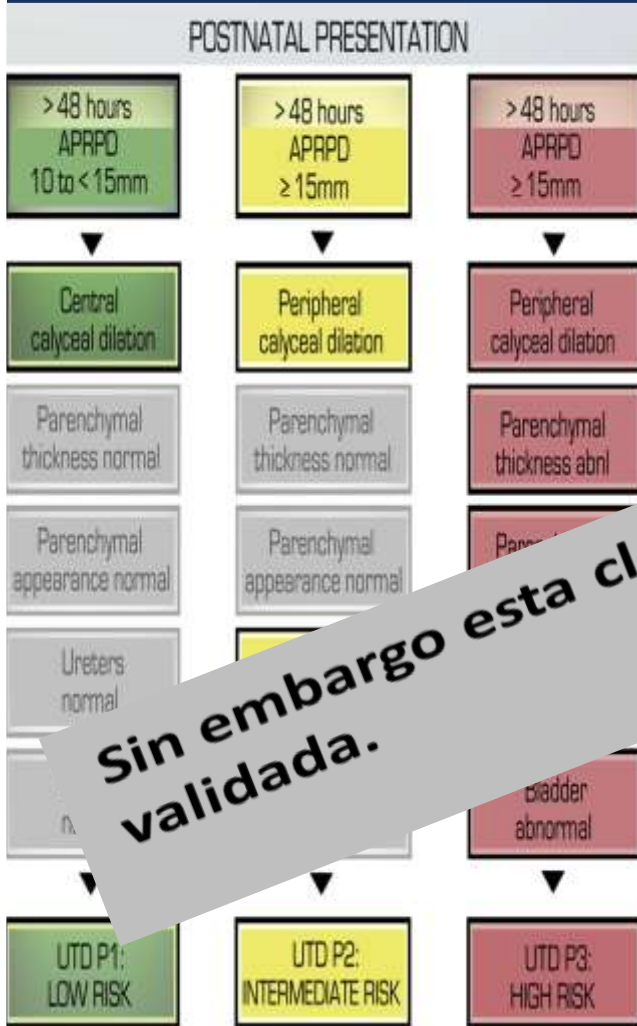 POSTNATAL PRESENTATION
>48 hours
APRPD
10 to < 15mm
Central
calyceal dilation
Parenchymal
thickness normal
Parenchymal
appearance normal
Ureters
normal
UTD P1:
LOW RISK
>48 hours
APRPD
≥ 15mm
Peripheral
calyceal dilation
Parenchymal
thickness normal
Parenchymal
appearance normal
UTD P2:
INTERMEDIATE RISK
>48 hours
APRPD
≥ 15mm
Peripheral
calyceal dilation
Parenchymal
thickness abnl
Bladder
abnormal
UTD P3:
HIGH RISK
Sin embargo esta cl
validada.